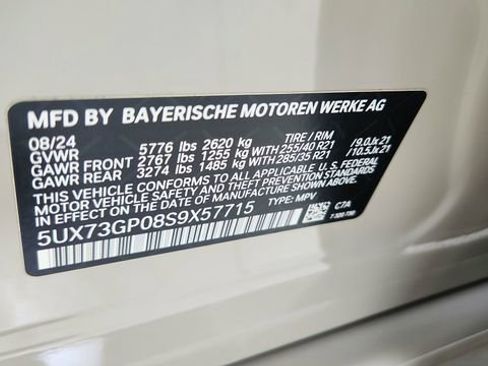 MFD BY BAYERISCHE MOTOREN WERKE AG
08/24 5776 lbs 2620 kg TIRE / RIM
GVWR
GAWR FRONT 2767 lbs 1255 kg WITH 255/40 R21 /9.0Jx21
GAWR REAR 3274 lbs 1485 kg WITH 285/35 R21 /10.5Jx21
THIS VEHICLE CONFORMS TO ALL APPLICABLE U.S. FEDERAL
MOTOR VEHICLE SAFETY AND THEFT PREVENTION STANDARDS
IN EFFECT ON THE DATE OF MANUFACTURE SHOWN ABOVE.
5UX73GP08S9X57715 TYPE: MPV
C7A